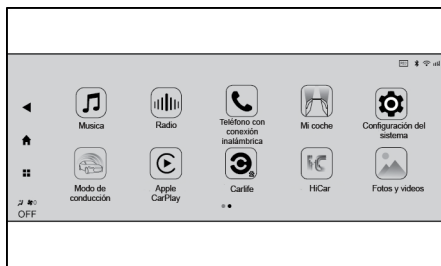 Musica
Radio
Teléfono con
conexión
inalámbrica
Mi coche
Configuración del
sistema
Modo de
conducción
Apple
CarPlay
Carlife
HiCar
Fotos y videos
OFF